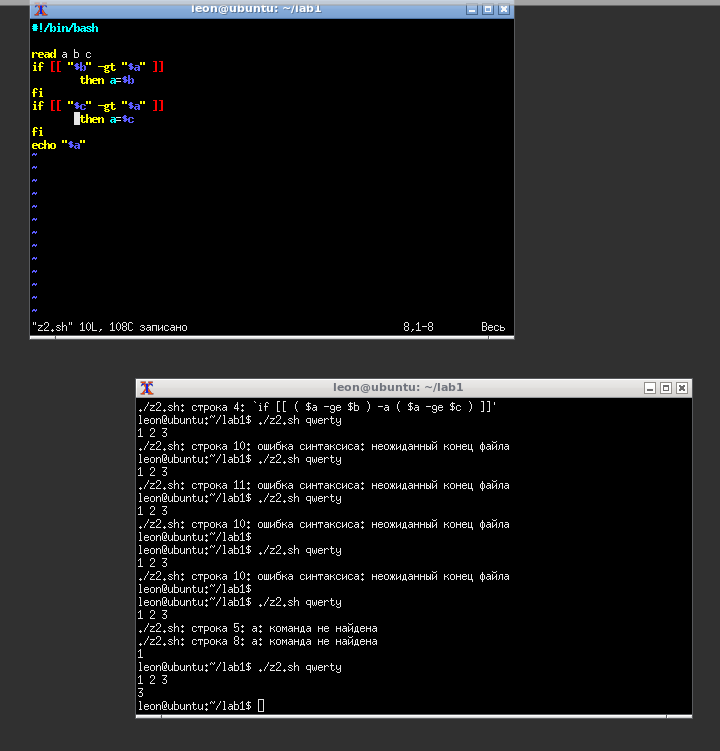 leon@ubuntu: ~/lab1
#!/bin/bash
read a b c
if [[ "$b" -gt "$a" ]]
then a=$b
fi
if [[ "$c" -gt "$a" ]]
then a=$c
fi
echo "$a"
~
~
~
~
~
~
~
~
~
~
~
~
~
"z2.sh" 10L, 108C записано 8,1-8 Весь
leon@ubuntu: ~/lab1
./z2.sh: строка 4: `if [[ ( $a -ge $b ) -a ( $a -ge $c ) ]]'
leon@ubuntu:~/lab1$ ./z2.sh qwerty
1 2 3
./z2.sh: строка 10: ошибка синтаксиса: неожиданный конец файла
leon@ubuntu:~/lab1$ ./z2.sh qwerty
1 2 3
./z2.sh: строка 11: ошибка синтаксиса: неожиданный конец файла
leon@ubuntu:~/lab1$ ./z2.sh qwerty
1 2 3
./z2.sh: строка 10: ошибка синтаксиса: неожиданный конец файла
leon@ubuntu:~/lab1$
leon@ubuntu:~/lab1$ ./z2.sh qwerty
1 2 3
./z2.sh: строка 10: ошибка синтаксиса: неожиданный конец файла
leon@ubuntu:~/lab1$
leon@ubuntu:~/lab1$ ./z2.sh qwerty
1 2 3
./z2.sh: строка 5: a: команда не найдена
./z2.sh: строка 8: a: команда не найдена
1
leon@ubuntu:~/lab1$ ./z2.sh qwerty
1 2 3
3
leon@ubuntu:~/lab1$